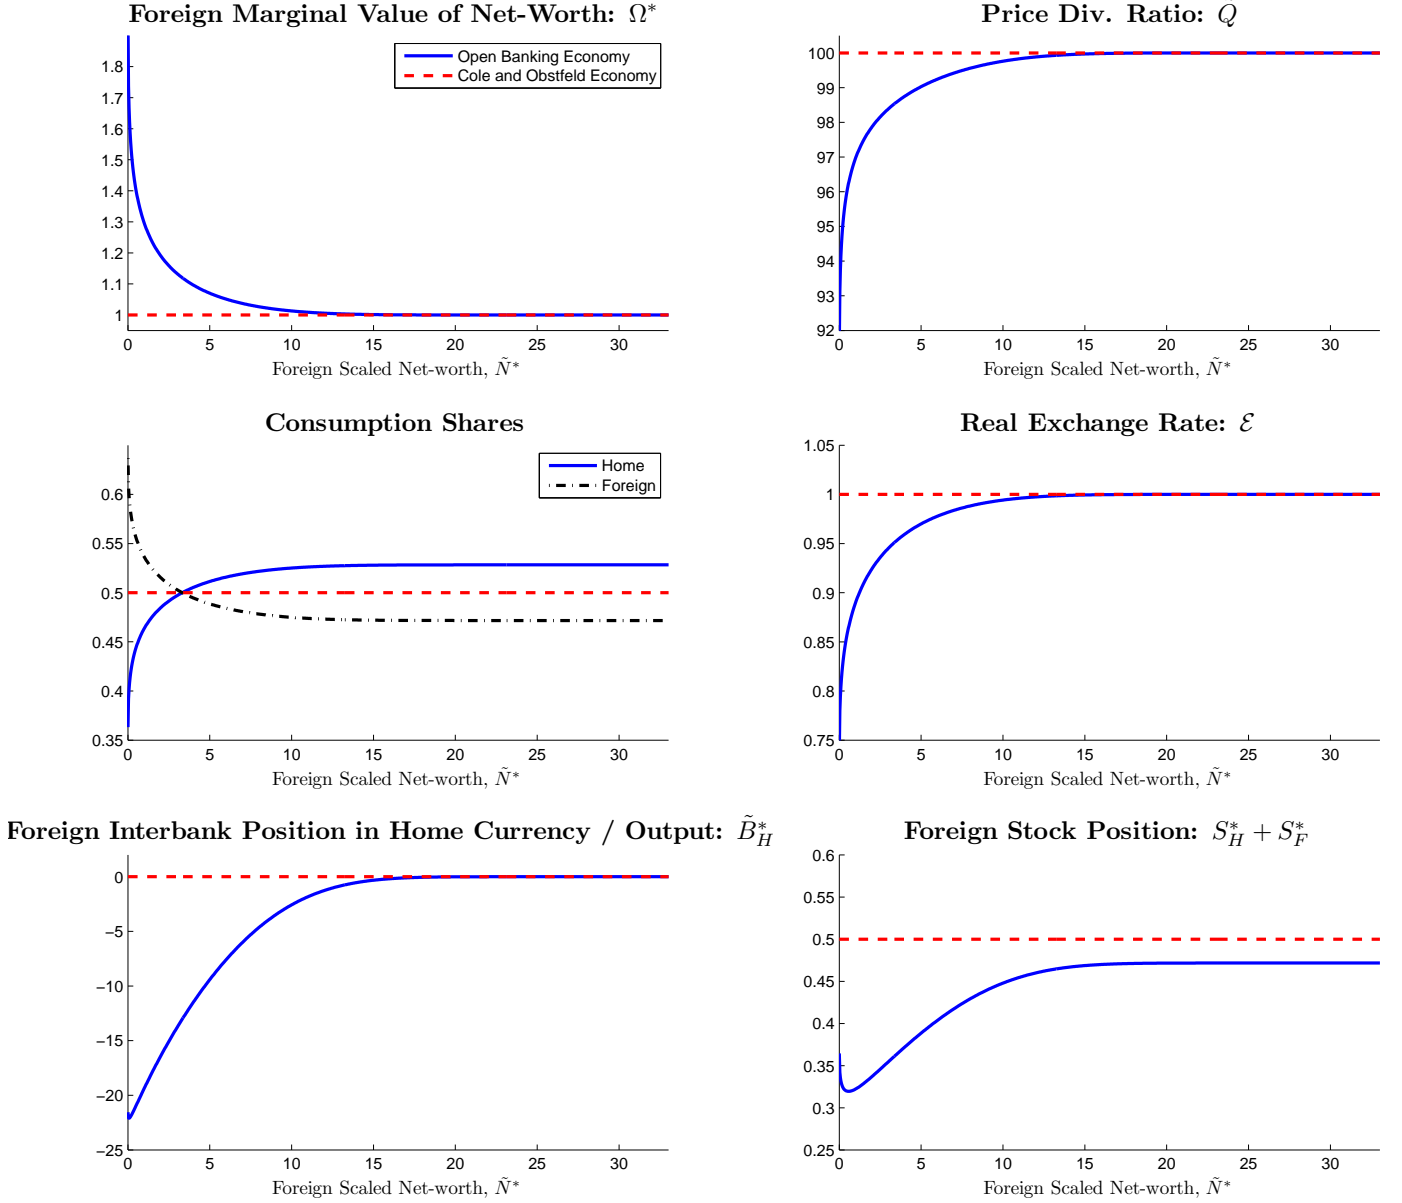 Foreign Marginal Value of Net-Worth: Ω*
1.8
1.7
1.6
1.5
1.4
1.3
1.2
1.1
1
0 5 10 15 20 25 30
Foreign Scaled Net-worth, Ñ*
Open Banking Economy
Cole and Obstfeld Economy
Price Div. Ratio: Q
100
99
98
97
96
95
94
93
92
0 5 10 15 20 25 30
Foreign Scaled Net-worth, Ñ*
Consumption Shares
0.6
0.55
0.5
0.45
0.4
0.35
0 5 10 15 20 25 30
Foreign Scaled Net-worth, Ñ*
Home
Foreign
Real Exchange Rate: ℰ
1.05
1
0.95
0.9
0.85
0.8
0.75
0 5 10 15 20 25 30
Foreign Scaled Net-worth, Ñ*
Foreign Interbank Position in Home Currency / Output: B̃*_H
0
−5
−10
−15
−20
−25
0 5 10 15 20 25 30
Foreign Scaled Net-worth, Ñ*
Foreign Stock Position: S*_H + S*_F
0.6
0.55
0.5
0.45
0.4
0.35
0.3
0.25
0 5 10 15 20 25 30
Foreign Scaled Net-worth, Ñ*